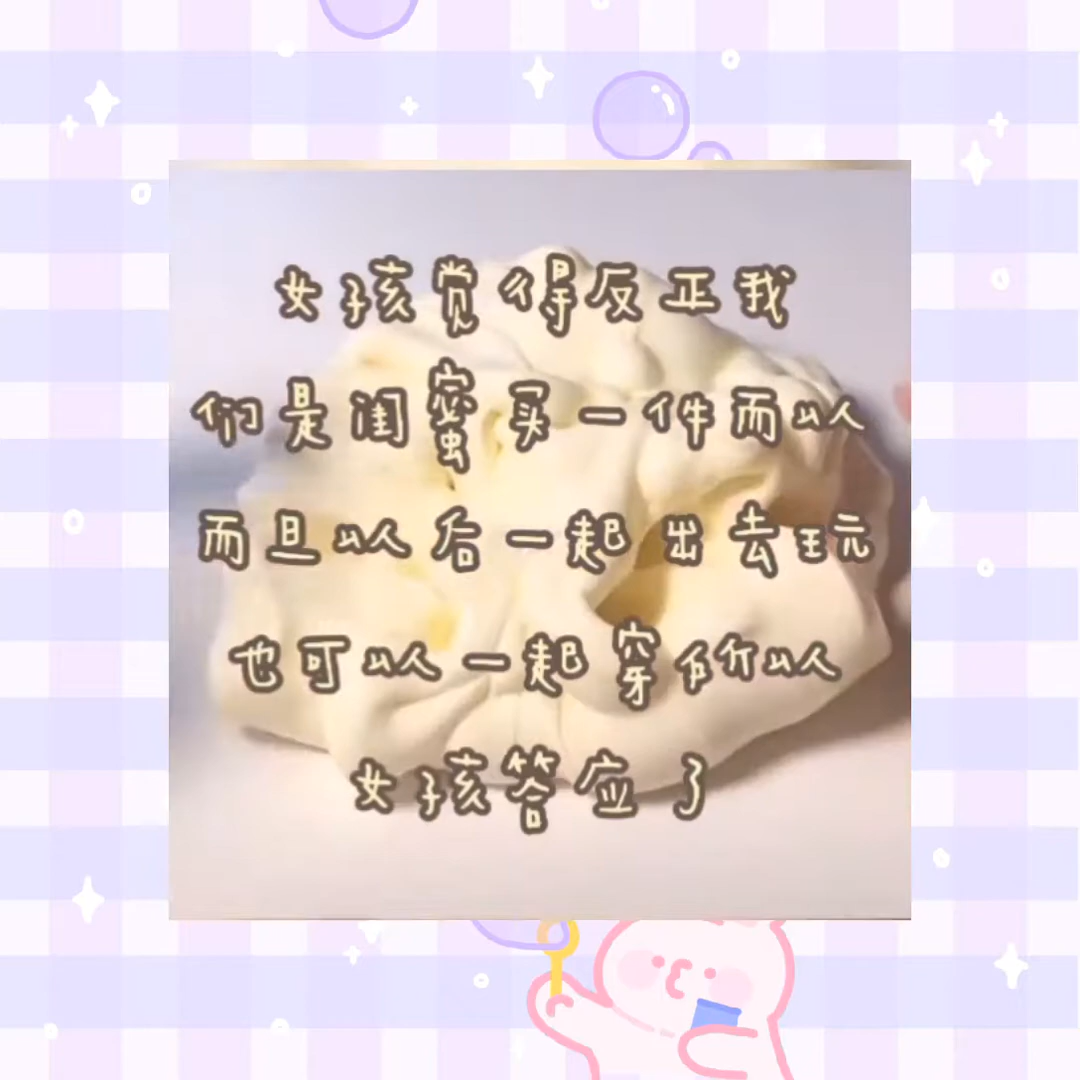 女孩觉得反正我
们是闺蜜买一件而以
而旦以后一起出去玩
也可以一起穿所以
女孩答应了